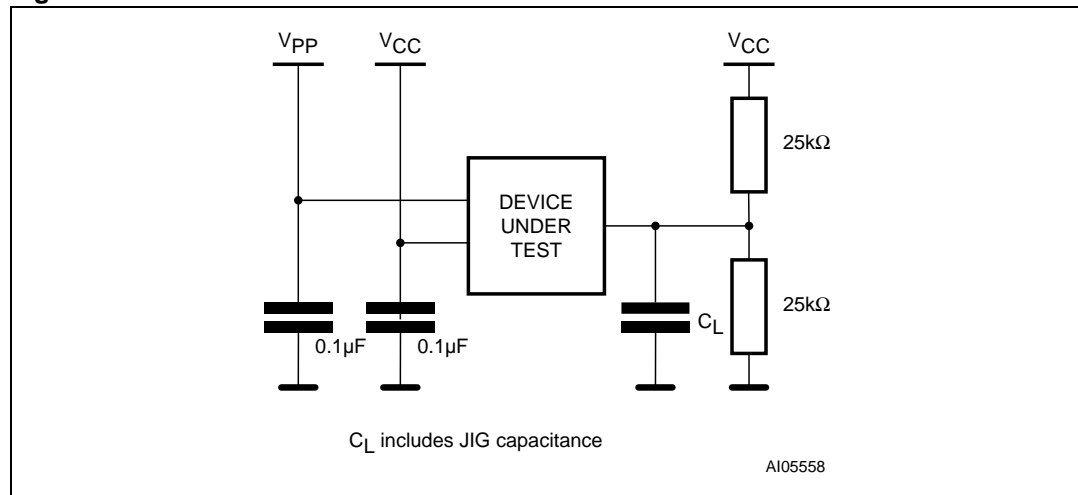 VPP
VCC
VCC
25kΩ
DEVICE
UNDER
TEST
25kΩ
CL
0.1µF
0.1µF
CL includes JIG capacitance
AI05558